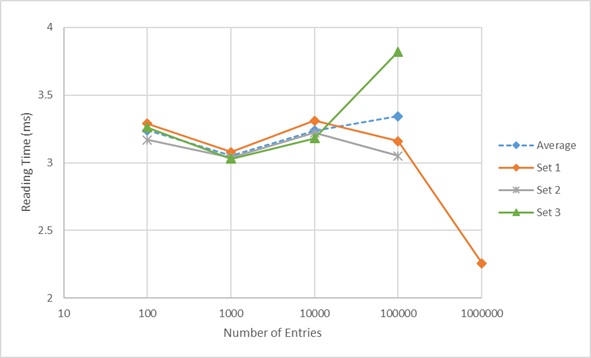 4
3.5
3
2.5
2
Reading Time (ms)
10 100 1000 10000 100000 1000000
Number of Entries
Average
Set 1
Set 2
Set 3